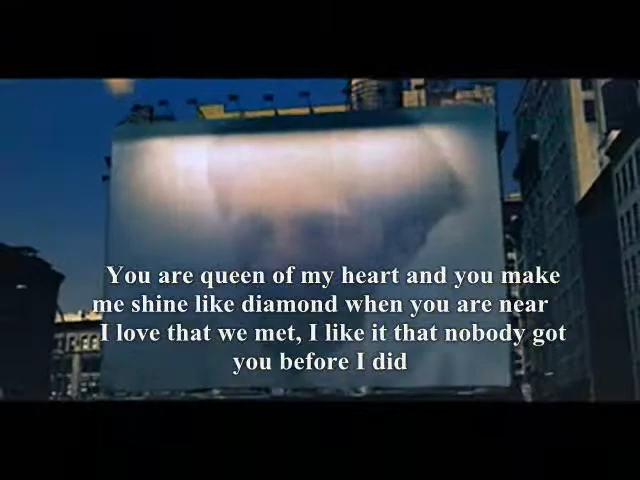 You are queen of my heart and you make
me shine like diamond when you are near
I love that we met, I like it that nobody got
you before I did